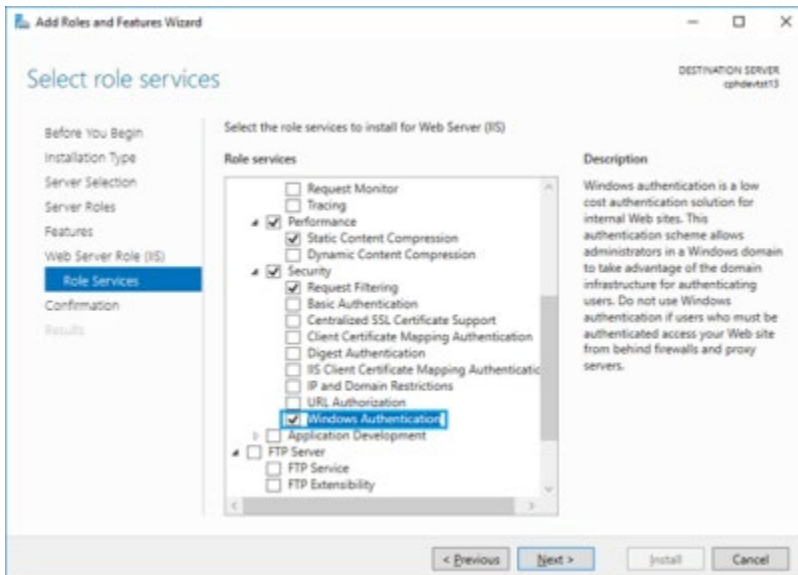 Add Roles and Features Wizard
Select role services
DESTINATION SERVER
cphdevtst13
Before You Begin
Installation Type
Server Selection
Server Roles
Features
Web Server Role (IIS)
Role Services
Confirmation
Results
Select the role services to install for Web Server (IIS)
Role services
Request Monitor
Tracing
Performance
Static Content Compression
Dynamic Content Compression
Security
Request Filtering
Basic Authentication
Centralized SSL Certificate Support
Client Certificate Mapping Authentication
Digest Authentication
IIS Client Certificate Mapping Authenticatic
IP and Domain Restrictions
URL Authorization
Windows Authentication
Application Development
FTP Server
FTP Service
FTP Extensibility
Description
Windows authentication is a low
cost authentication solution for
internal Web sites. This
authentication scheme allows
administrators in a Windows domain
to take advantage of the domain
infrastructure for authenticating
users. Do not use Windows
authentication if users who must be
authenticated access your Web site
from behind firewalls and proxy
servers.
< Previous
Next >
Install
Cancel